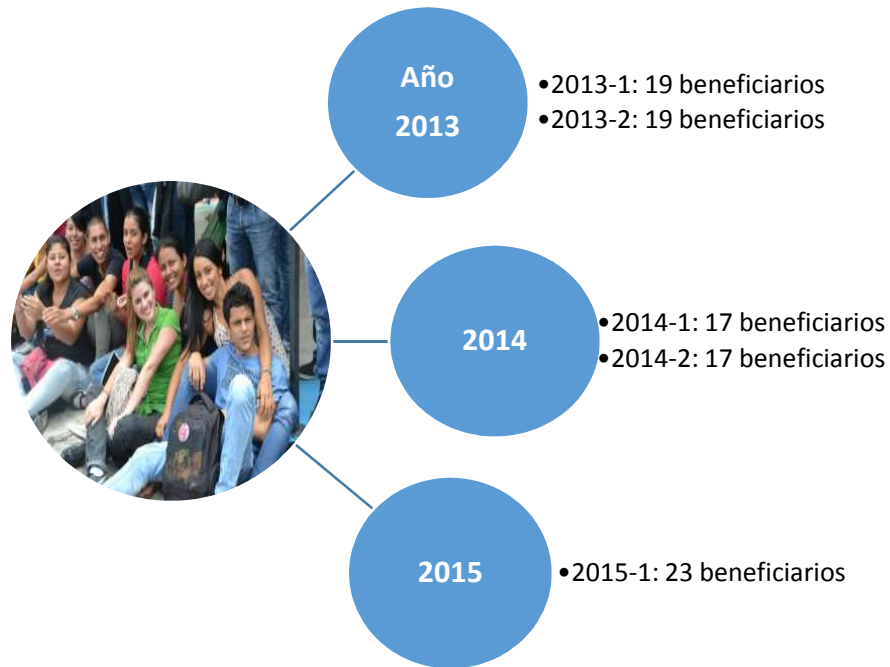 Año
2013
•2013-1: 19 beneficiarios
•2013-2: 19 beneficiarios
2014
•2014-1: 17 beneficiarios
•2014-2: 17 beneficiarios
2015
•2015-1: 23 beneficiarios